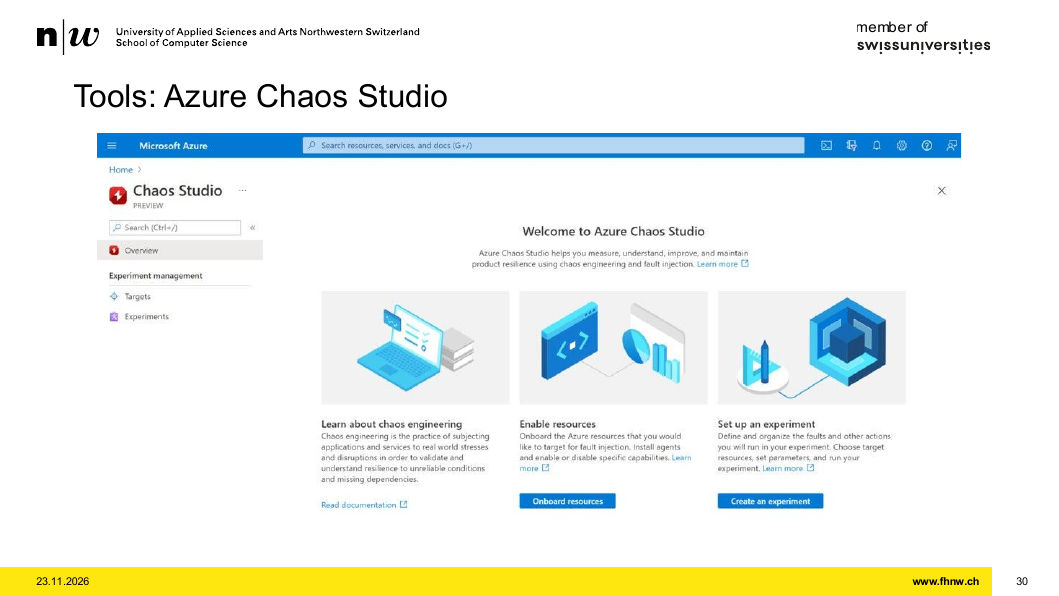 n|w University of Applied Sciences and Arts Northwestern Switzerland
School of Computer Science
member of
swissuniversities
Tools: Azure Chaos Studio
Microsoft Azure
Search resources, services, and docs (G+/)
Home >
Chaos Studio ...
PREVIEW
Search (Ctrl+/) «
Overview
Experiment management
Targets
Experiments
Welcome to Azure Chaos Studio
Azure Chaos Studio helps you measure, understand, improve, and maintain
product resilience using chaos engineering and fault injection. Learn more
Learn about chaos engineering
Chaos engineering is the practice of subjecting
applications and services to real world stresses
and disruptions in order to validate and
understand resilience to unreliable conditions
and missing dependencies.
Read documentation
Enable resources
Onboard the Azure resources that you would
like to target for fault injection. Install agents
and enable or disable specific capabilities. Learn
more
Onboard resources
Set up an experiment
Define and organize the faults and other actions
you will run in your experiment. Choose target
resources, set parameters, and run your
experiment. Learn more
Create an experiment
23.11.2026
www.fhnw.ch
30